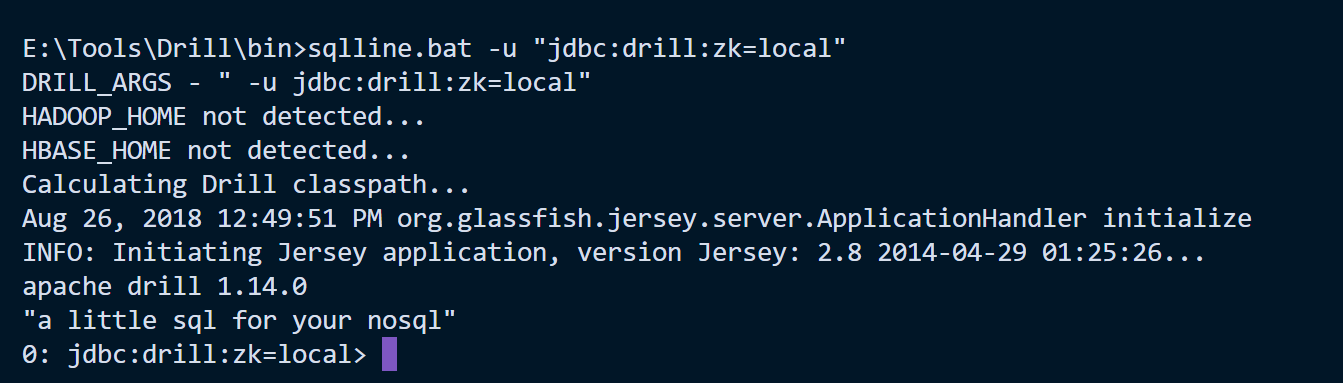 E:\Tools\Drill\bin>sqlline.bat -u "jdbc:drill:zk=local"
DRILL_ARGS - " -u jdbc:drill:zk=local"
HADOOP_HOME not detected...
HBASE_HOME not detected...
Calculating Drill classpath...
Aug 26, 2018 12:49:51 PM org.glassfish.jersey.server.ApplicationHandler initialize
INFO: Initiating Jersey application, version Jersey: 2.8 2014-04-29 01:25:26...
apache drill 1.14.0
"a little sql for your nosql"
0: jdbc:drill:zk=local>